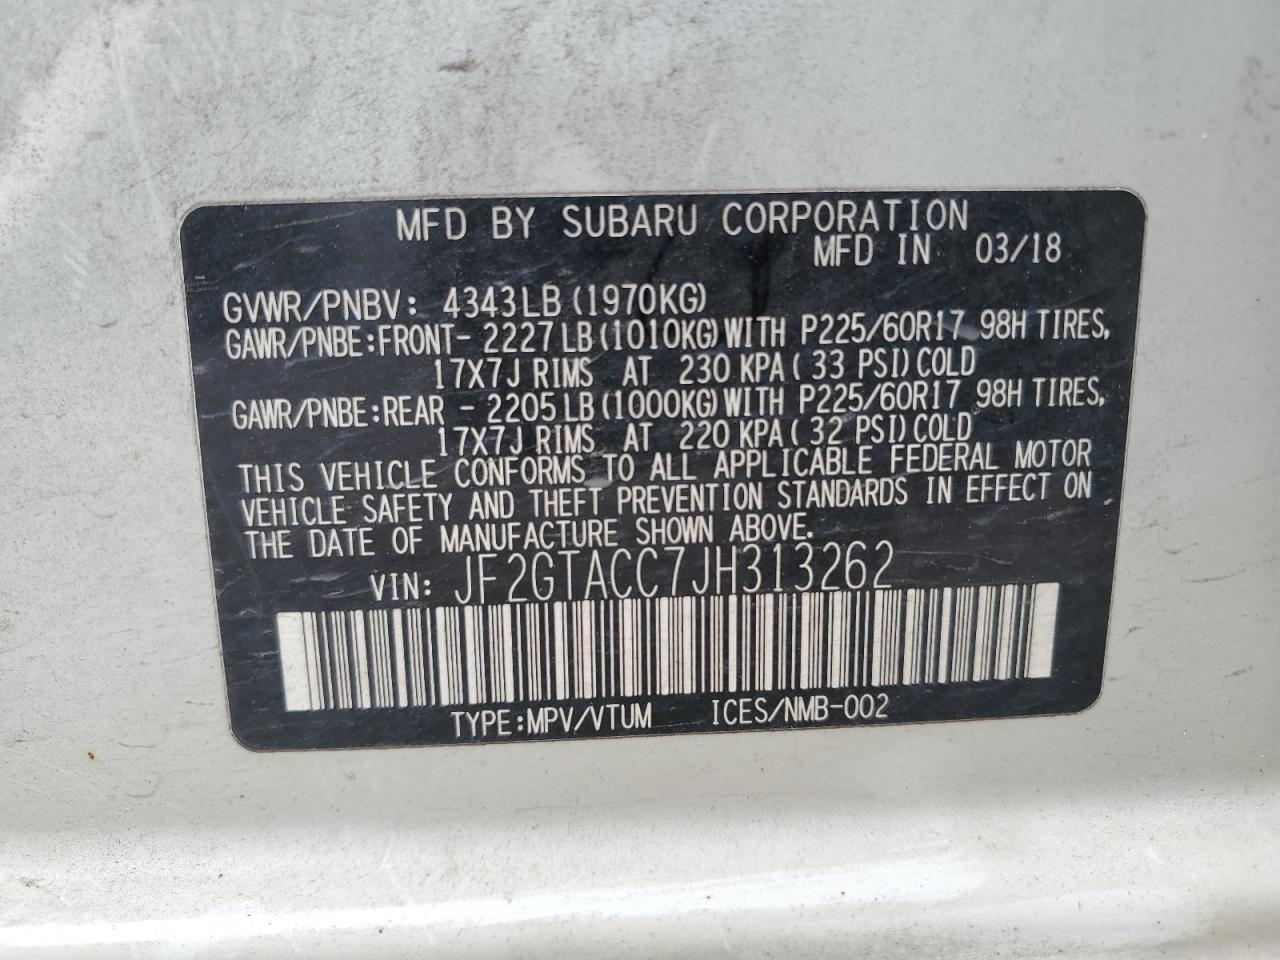 MFD BY SUBARU CORPORATION
MFD IN 03/18
GVWR/PNBV: 4343LB (1970KG)
GAWR/PNBE:FRONT- 2227LB (1010KG) WITH P225/60R17 98H TIRES,
17X7J RIMS AT 230 KPA ( 33 PSI) COLD
GAWR/PNBE:REAR - 2205LB (1000KG) WITH P225/60R17 98H TIRES,
17X7J RIMS AT 220 KPA ( 32 PSI) COLD
THIS VEHICLE CONFORMS TO ALL APPLICABLE FEDERAL MOTOR
VEHICLE SAFETY AND THEFT PREVENTION STANDARDS IN EFFECT ON
THE DATE OF MANUFACTURE SHOWN ABOVE.
VIN: JF2GTACC7JH313262
TYPE:MPV/VTUM ICES/NMB-002